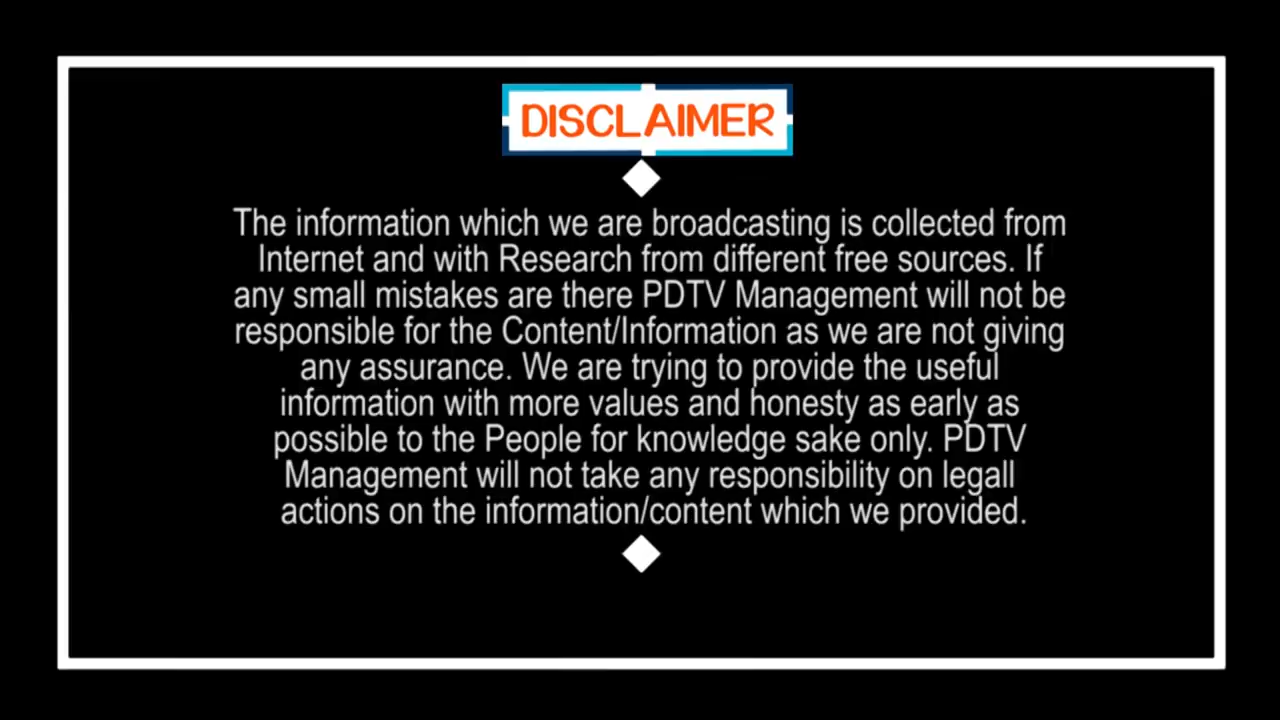 DISCLAIMER
The information which we are broadcasting is collected from
Internet and with Research from different free sources. If
any small mistakes are there PDTV Management will not be
responsible for the Content/Information as we are not giving
any assurance. We are trying to provide the useful
information with more values and honesty as early as
possible to the People for knowledge sake only. PDTV
Management will not take any responsibility on legall
actions on the information/content which we provided.